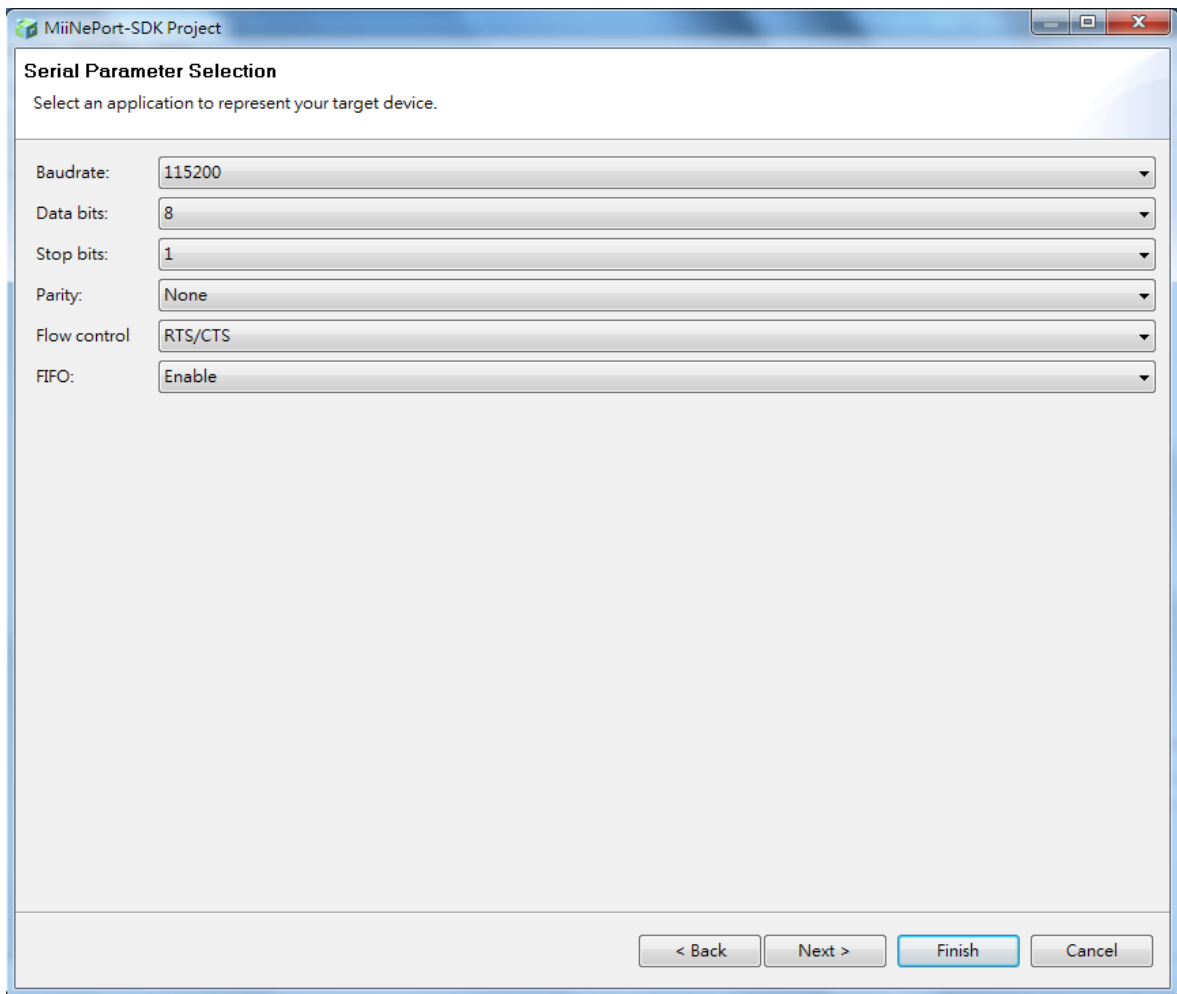 MiiNePort-SDK Project
Serial Parameter Selection
Select an application to represent your target device.
Baudrate: 115200
Data bits: 8
Stop bits: 1
Parity: None
Flow control RTS/CTS
FIFO: Enable
< Back Next > Finish Cancel